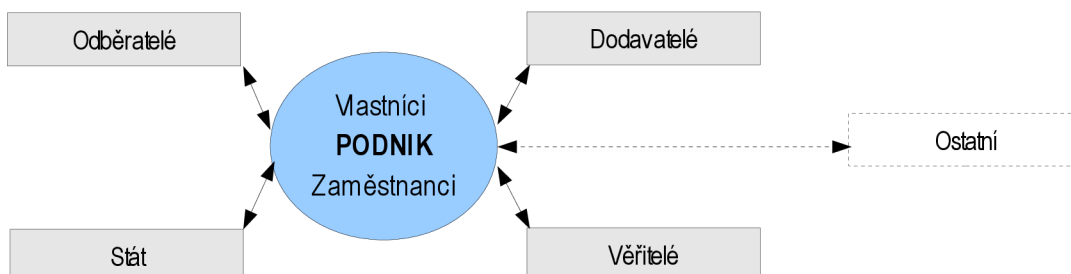 Odběratelé
Dodavatelé
Vlastníci
PODNIK
Zaměstnanci
Ostatní
Stát
Věřitelé